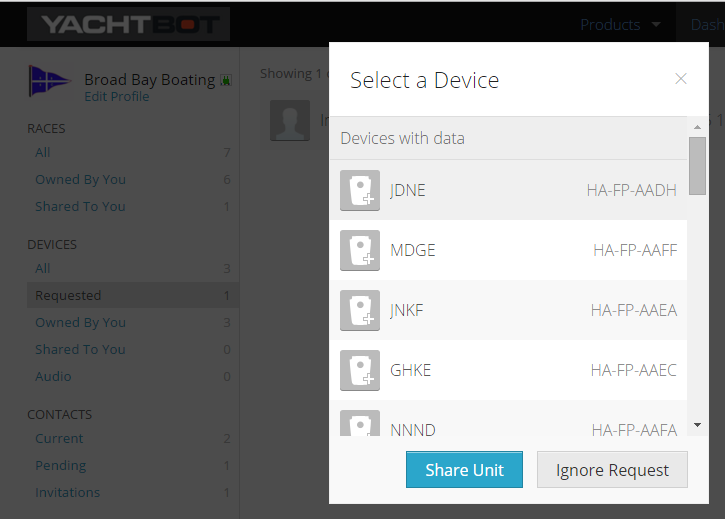 YACHTBOT
Products
Dash
Broad Bay Boating
Edit Profile
RACES
All 7
Owned By You 6
Shared To You 1
DEVICES
All 3
Requested 1
Owned By You 3
Shared To You 0
Audio 0
CONTACTS
Current 2
Pending 1
Invitations 1
Showing 1
Select a Device ×
Devices with data
JDNE HA-FP-AADH
MDGE HA-FP-AAFF
JNKF HA-FP-AAEA
GHKE HA-FP-AAEC
NNND HA-FP-AAFA
Share Unit Ignore Request